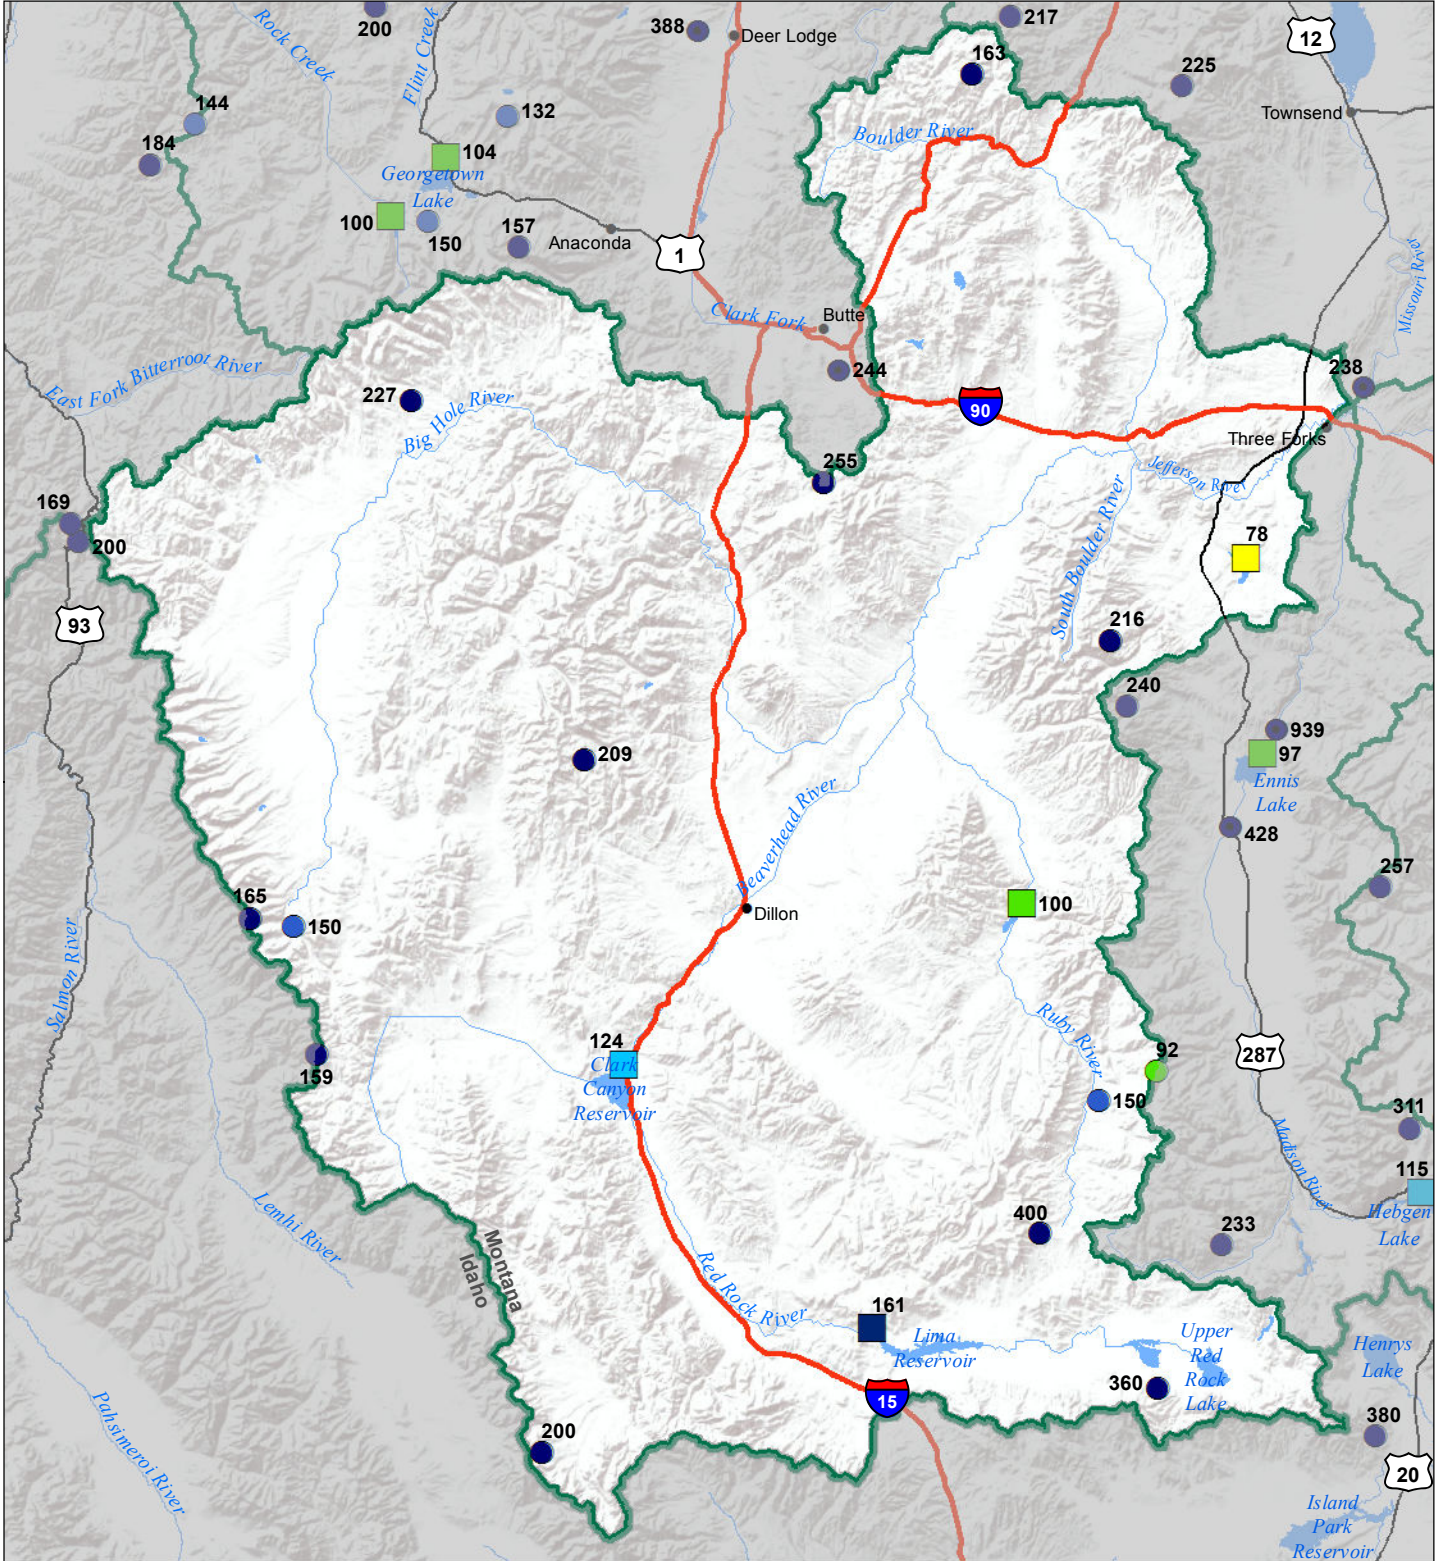 200
388
Deer Lodge
217
12
163
225
Rock Creek
Flint Creek
144
132
Townsend
184
104
Boulder River
Georgetown
Lake
100
150
157
Anaconda
1
Missouri River
Clark Fork
Butte
244
238
East Fork Bitterroot River
227
Big Hole River
90
Three Forks
255
Jefferson River
169
200
South Boulder River
78
93
216
240
939
97
Ennis
Lake
209
428
Beaverhead River
257
165
150
Dillon
100
Salmon River
Ruby River
124
Clark
Canyon
Reservoir
92
287
159
150
311
Madison River
115
Hebgen
Lake
Lemhi River
400
233
Montana
Idaho
Red Rock River
161
Lima
Reservoir
Upper
Red
Rock
Lake
Henrys
Lake
360
15
Pahsimeroi River
200
380
20
Island
Park
Reservoir